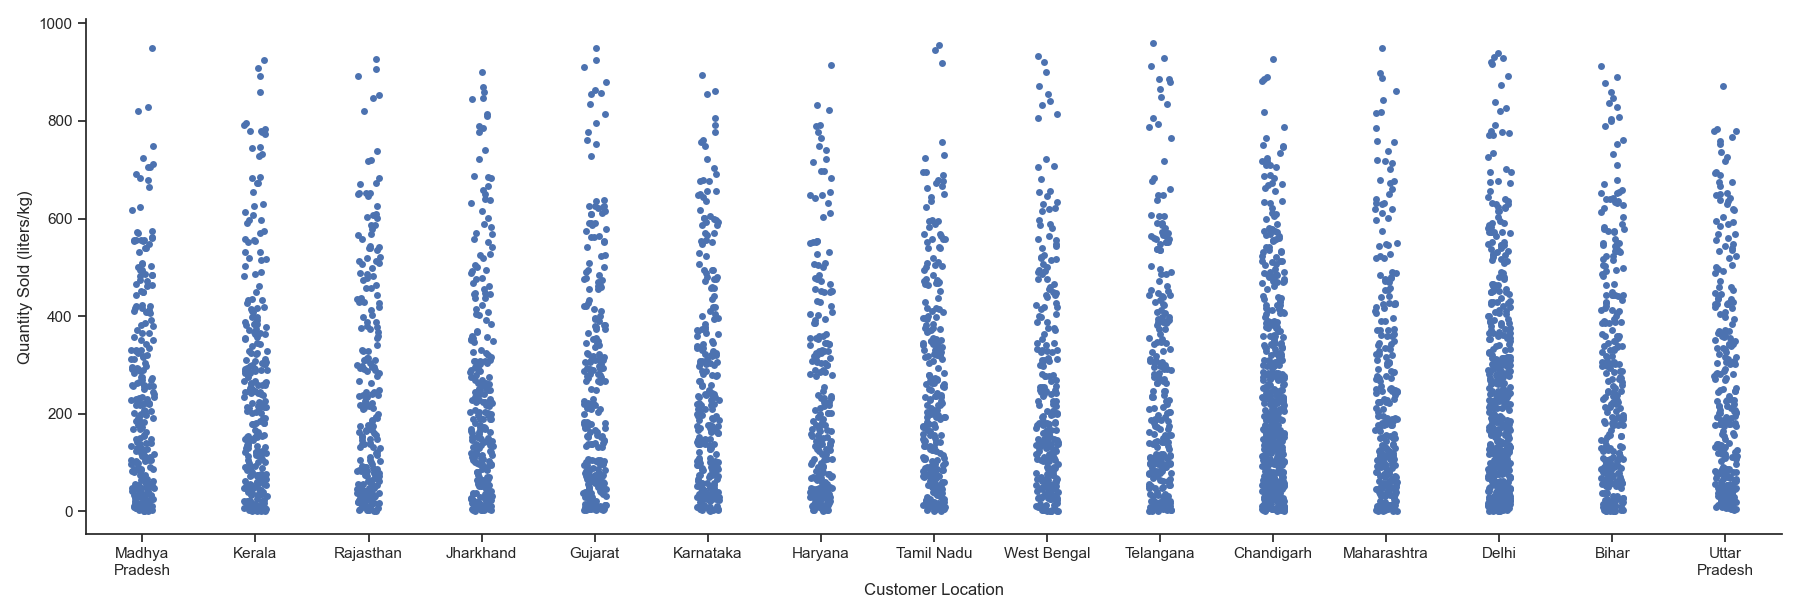 1000
800
600
400
200
0
Quantity Sold (liters/kg)
Madhya
Pradesh
Kerala
Rajasthan
Jharkhand
Gujarat
Karnataka
Haryana
Tamil Nadu
West Bengal
Telangana
Chandigarh
Maharashtra
Delhi
Bihar
Uttar
Pradesh
Customer Location